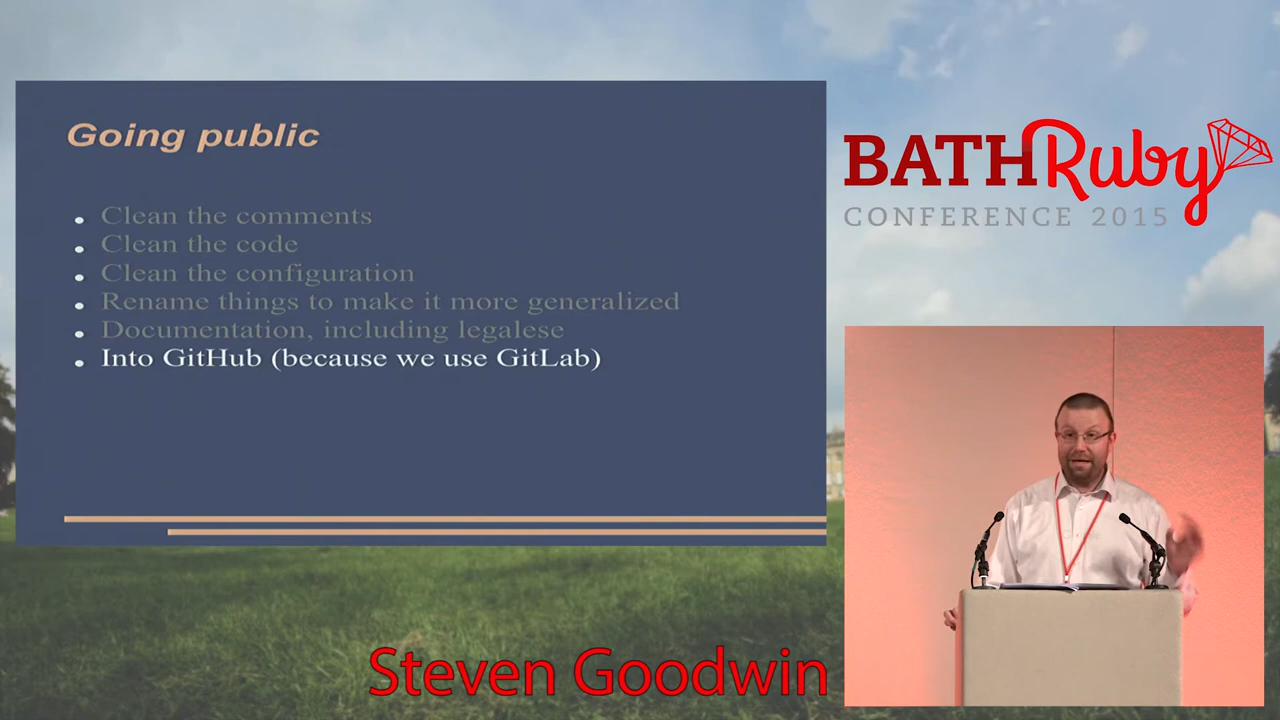 Going public
Clean the comments
Clean the code
Clean the configuration
Rename things to make it more generalized
Documentation, including legalese
Into GitHub (because we use GitLab)
BATHRuby
CONFERENCE 2015
Steven Goodwin